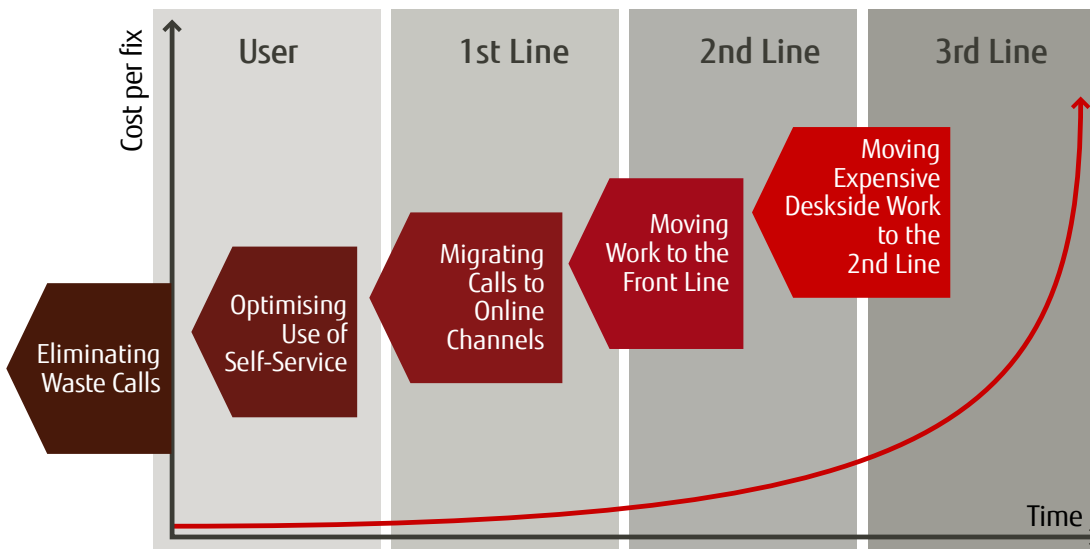 Cost per fix
User
1st Line
2nd Line
3rd Line
Eliminating
Waste Calls
Optimising
Use of
Self-Service
Migrating
Calls to
Online
Channels
Moving
Work to the
Front Line
Moving
Expensive
Deskside Work
to the
2nd Line
Time